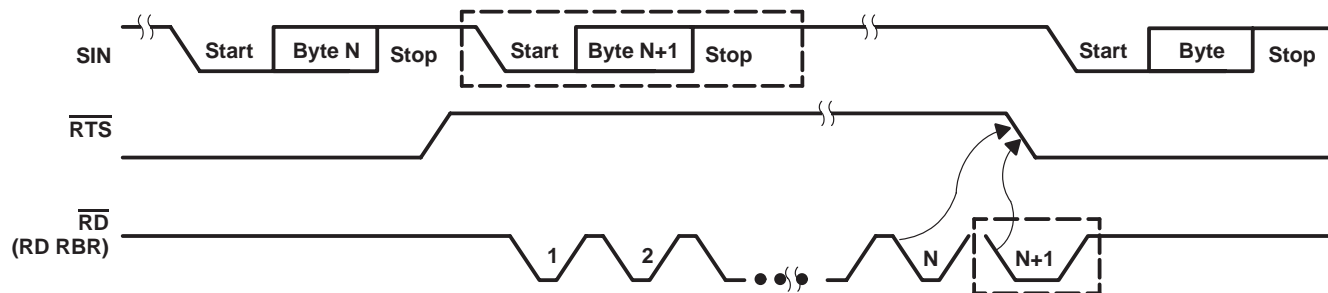 SIN
Start Byte N Stop Start Byte N+1 Stop Start Byte Stop
RTS
RD
(RD RBR)
1 2 N N+1